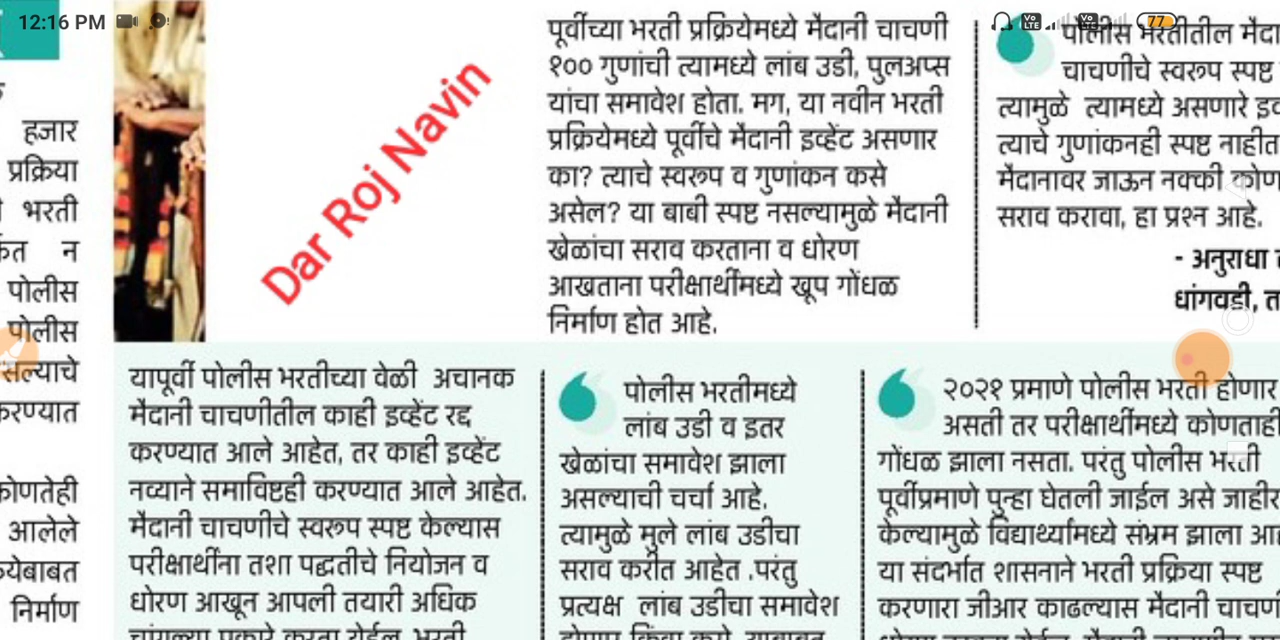 12:16 PM
Vo LTE
Vo LTE
77
हजार
प्रक्रिया
भरती
न
पोलीस
पोलीस
करण्यात
आलेले
निर्माण
Dar Roj Navin
पूर्वीच्या भरती प्रक्रियेमध्ये मैदानी चाचणी
१०० गुणांची त्यामध्ये लांब उडी, पुलअप्स
यांचा समावेश होता. मग, या नवीन भरती
प्रक्रियेमध्ये पूर्वीचे मैदानी इव्हेंट असणार
का? त्याचे स्वरूप व गुणांकन कसे
असेल? या बाबी स्पष्ट नसल्यामुळे मैदानी
खेळांचा सराव करताना व धोरण
आखताना परीक्षार्थीमध्ये खूप गोंधळ
निर्माण होत आहे.
पोलीस भरतीतील
चाचणीचे स्वरूप स्पष्ट
त्यामुळे त्यामध्ये असणारे
त्याचे गुणांकनही स्पष्ट नाहीत
मैदानावर जाऊन नक्की
सराव करावा, हा प्रश्न आहे.
- अनुराधा
धांगवडी,
यापूर्वी पोलीस भरतीच्या वेळी अचानक
मैदानी चाचणीतील काही इव्हेंट रद्द
करण्यात आले आहेत, तर काही इव्हेंट
नव्याने समाविष्टही करण्यात आले आहेत.
मैदानी चाचणीचे स्वरूप स्पष्ट केल्यास
परीक्षार्थींना तशा पद्धतीचे नियोजन व
धोरण आखून आपली तयारी अधिक
पोलीस भरतीमध्ये
लांब उडी व इतर
खेळांचा समावेश झाला
असल्याची चर्चा आहे.
त्यामुळे मुले लांब उडीचा
सराव करीत आहेत .परंतु
प्रत्यक्ष लांब उडीचा समावेश
२०२१ प्रमाणे पोलीस भरती होणार
असती तर परीक्षार्थीमध्ये
गोंधळ झाला नसता. परंतु पोलीस भरती
पूर्वीप्रमाणे पुन्हा घेतली जाईल असे
केल्यामुळे विद्यार्थ्यांमध्ये संभ्रम झाला
या संदर्भात शासनाने भरती प्रक्रिया स्पष्ट
करणारा जीआर काढल्यास मैदानी